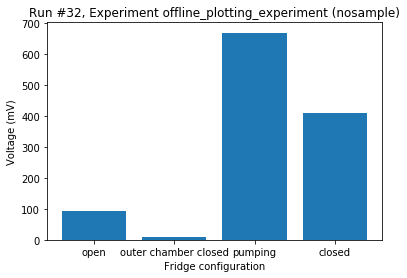 Run #32, Experiment offline_plotting_experiment (nosample)
700
600
500
400
300
200
100
0
Voltage (mV)
open outer chamber closed pumping closed
Fridge configuration